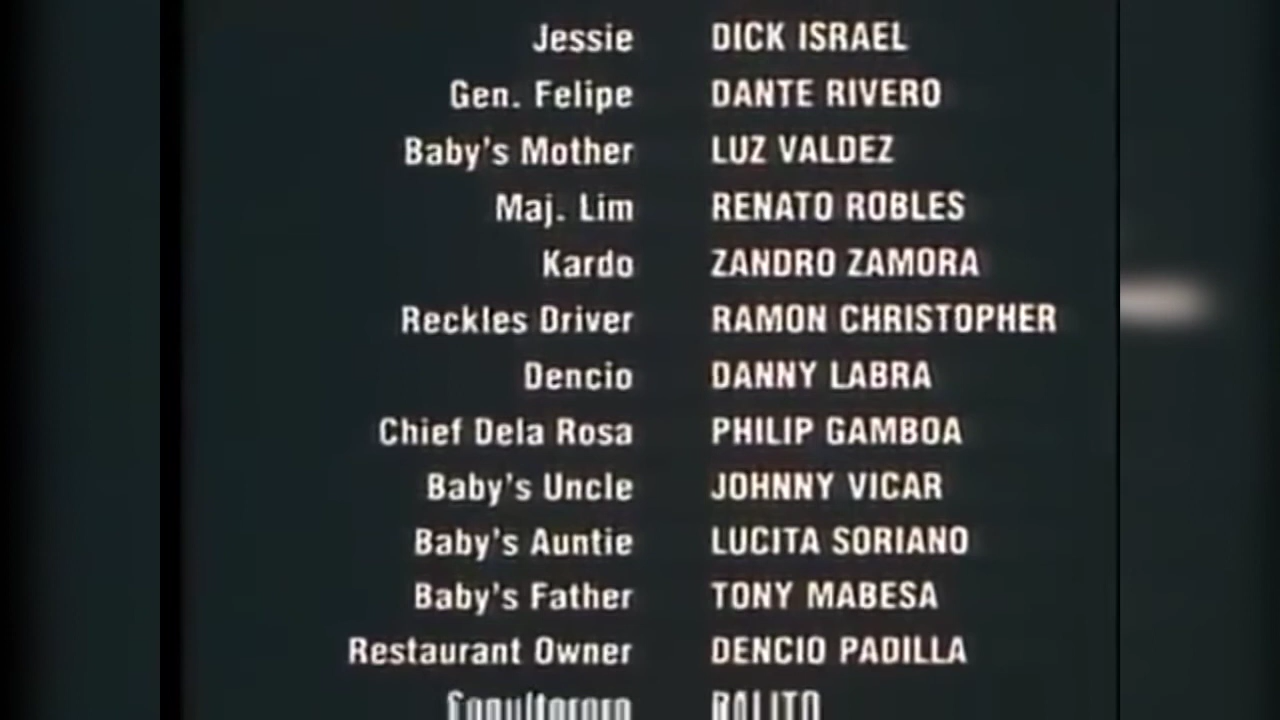 Jessie DICK ISRAEL
Gen. Felipe DANTE RIVERO
Baby's Mother LUZ VALDEZ
Maj. Lim RENATO ROBLES
Kardo ZANDRO ZAMORA
Reckles Driver RAMON CHRISTOPHER
Dencio DANNY LABRA
Chief Dela Rosa PHILIP GAMBOA
Baby's Uncle JOHNNY VICAR
Baby's Auntie LUCITA SORIANO
Baby's Father TONY MABESA
Restaurant Owner DENCIO PADILLA